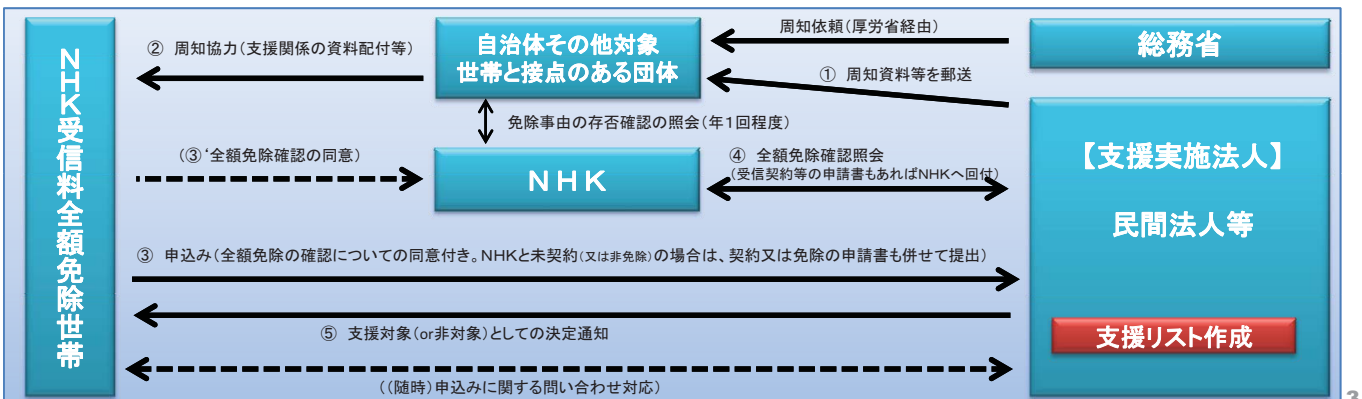 NHK受信料全額免除世帯
② 周知協力(支援関係の資料配付等)
自治体その他対象
世帯と接点のある団体
周知依頼(厚労省経由)
総務省
① 周知資料等を郵送
免除事由の存否確認の照会(年1回程度)
(③‘全額免除確認の同意)
NHK
④ 全額免除確認照会
(受信契約等の申請書もあればNHKへ回付)
【支援実施法人】
民間法人等
③ 申込み(全額免除の確認についての同意付き。NHKと未契約(又は非免除)の場合は、契約又は免除の申請書も併せて提出)
⑤ 支援対象(or非対象)としての決定通知
支援リスト作成
((随時)申込みに関する問い合わせ対応)
3